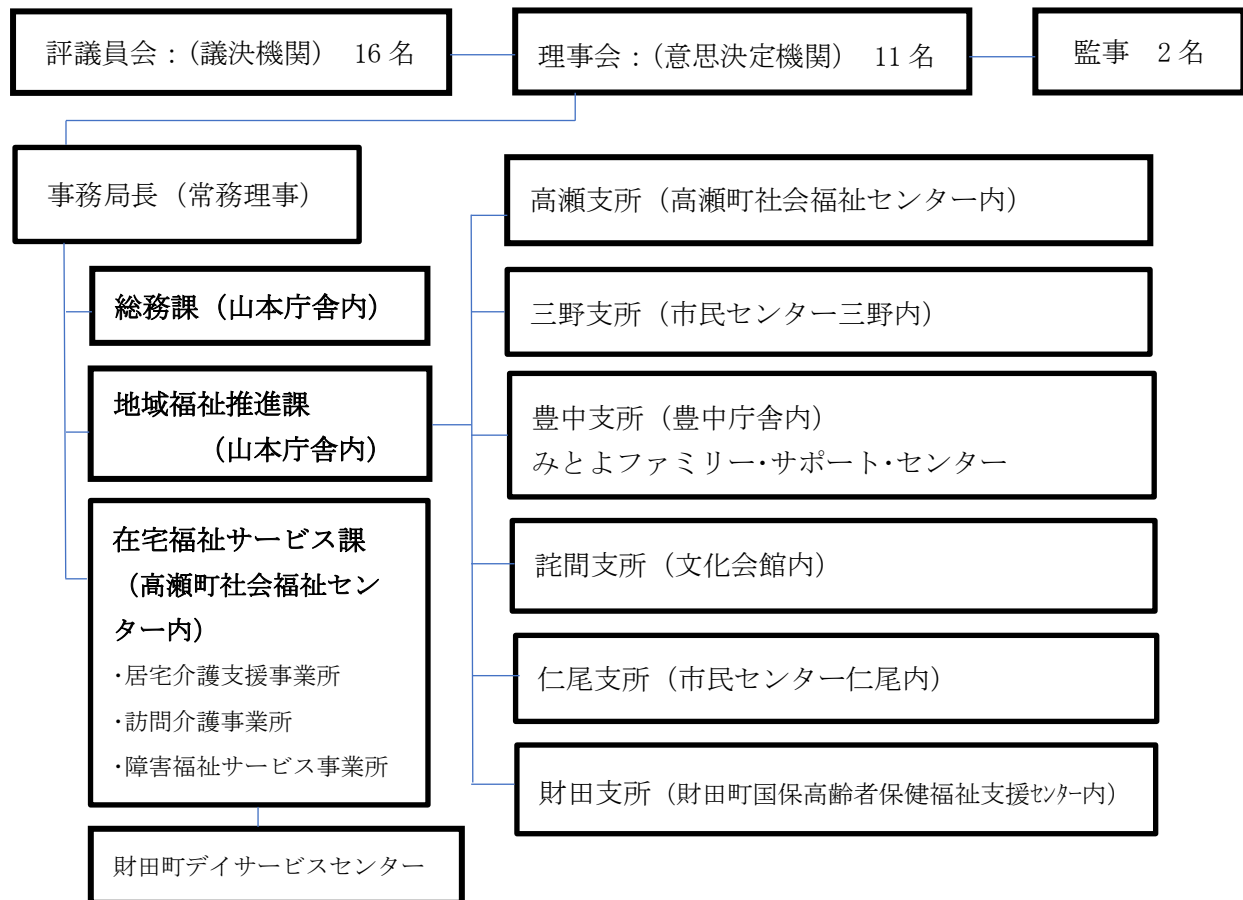 評議員会：(議決機関)　16 名
理事会：(意思決定機関)　11 名
監事　2 名
事務局長（常務理事）
総務課（山本庁舎内）
地域福祉推進課
（山本庁舎内）
在宅福祉サービス課
（高瀬町社会福祉セン
ター内）
・居宅介護支援事業所
・訪問介護事業所
・障害福祉サービス事業所
財田町デイサービスセンター
高瀬支所（高瀬町社会福祉センター内）
三野支所（市民センター三野内）
豊中支所（豊中庁舎内）
みとよファミリー・サポート・センター
詫間支所（文化会館内）
仁尾支所（市民センター仁尾内）
財田支所（財田町国保高齢者保健福祉支援ｾﾝﾀｰ内）